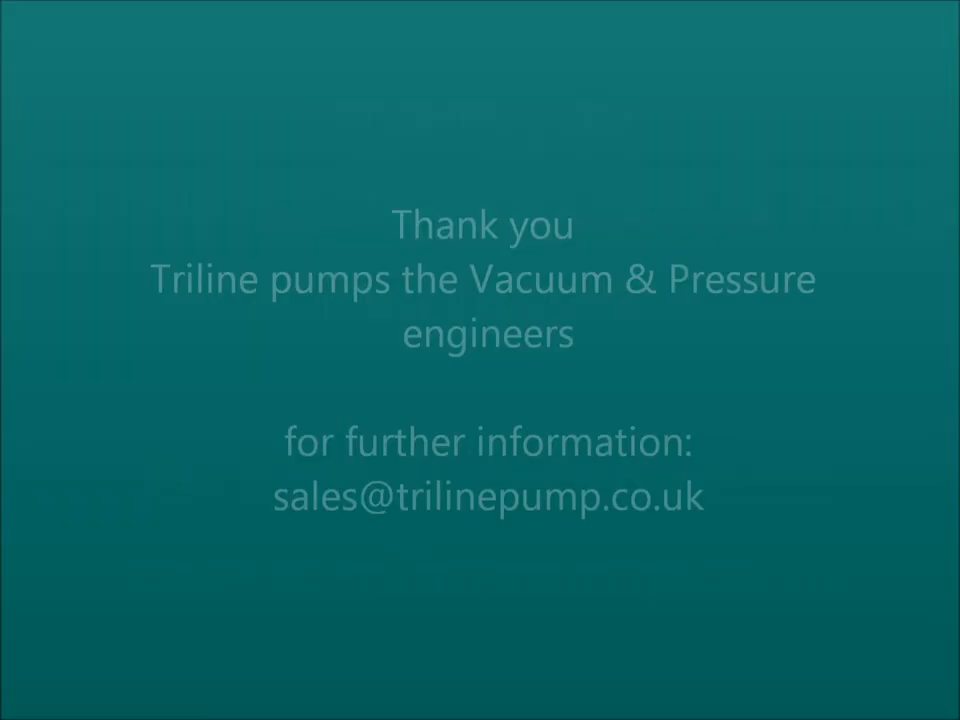 Thank you
Triline pumps the Vacuum & Pressure
engineers
for further information:
sales@trilinepump.co.uk